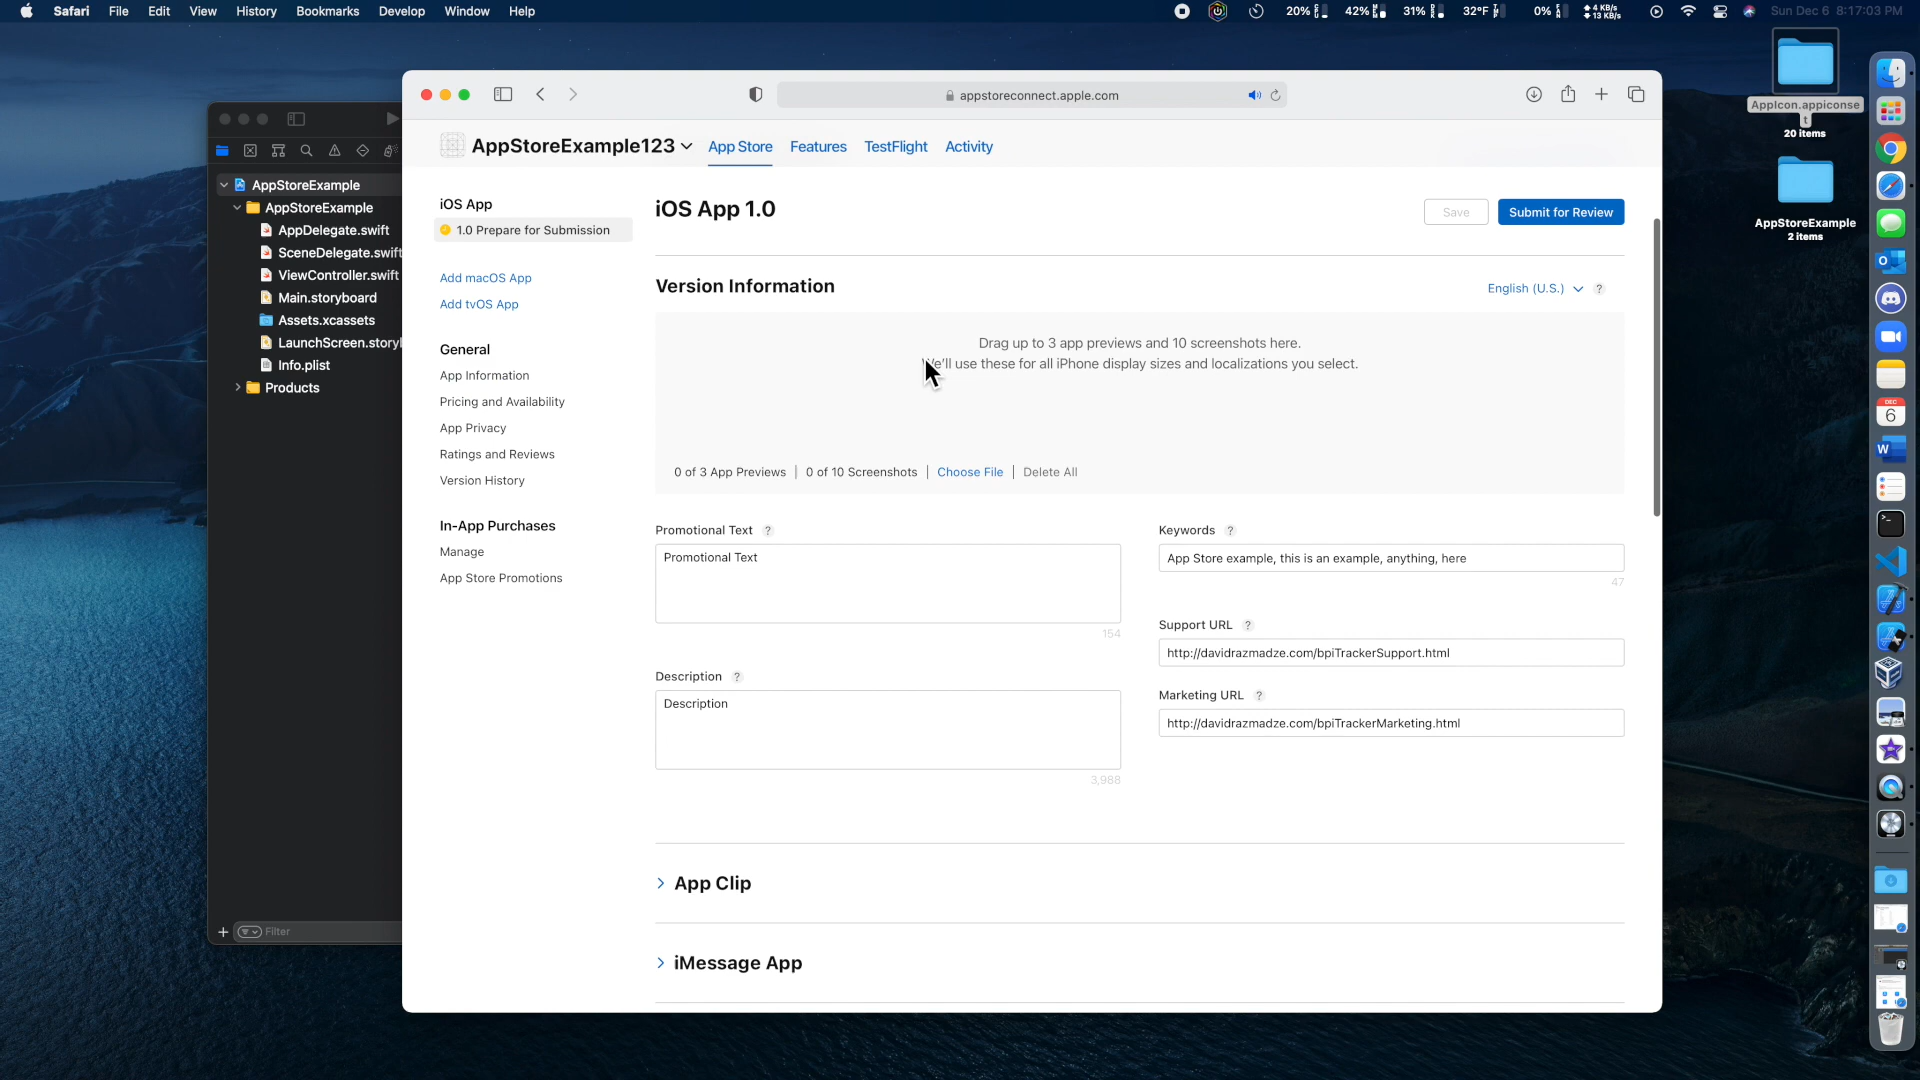 Safari File Edit View History Bookmarks Develop Window Help
20% 42% 31% 32°F 0% 4 KB/s 13 KB/s Sun Dec 6 8:17:03 PM
AppIcon.appiconse
t
20 items
AppStoreExample
2 items
AppStoreExample
AppStoreExample
AppDelegate.swift
SceneDelegate.swift
ViewController.swift
Main.storyboard
Assets.xcassets
LaunchScreen.storyl
Info.plist
Products
Filter
appstoreconnect.apple.com
AppStoreExample123 App Store Features TestFlight Activity
iOS App
1.0 Prepare for Submission
Add macOS App
Add tvOS App
General
App Information
Pricing and Availability
App Privacy
Ratings and Reviews
Version History
In-App Purchases
Manage
App Store Promotions
iOS App 1.0
Save Submit for Review
Version Information
English (U.S.) ?
Drag up to 3 app previews and 10 screenshots here.
We'll use these for all iPhone display sizes and localizations you select.
0 of 3 App Previews | 0 of 10 Screenshots | Choose File | Delete All
Promotional Text ?
Promotional Text
154
Description ?
Description
3,988
Keywords ?
App Store example, this is an example, anything, here
47
Support URL ?
http://davidrazmadze.com/bpiTrackerSupport.html
Marketing URL ?
http://davidrazmadze.com/bpiTrackerMarketing.html
App Clip
iMessage App
DEC
6